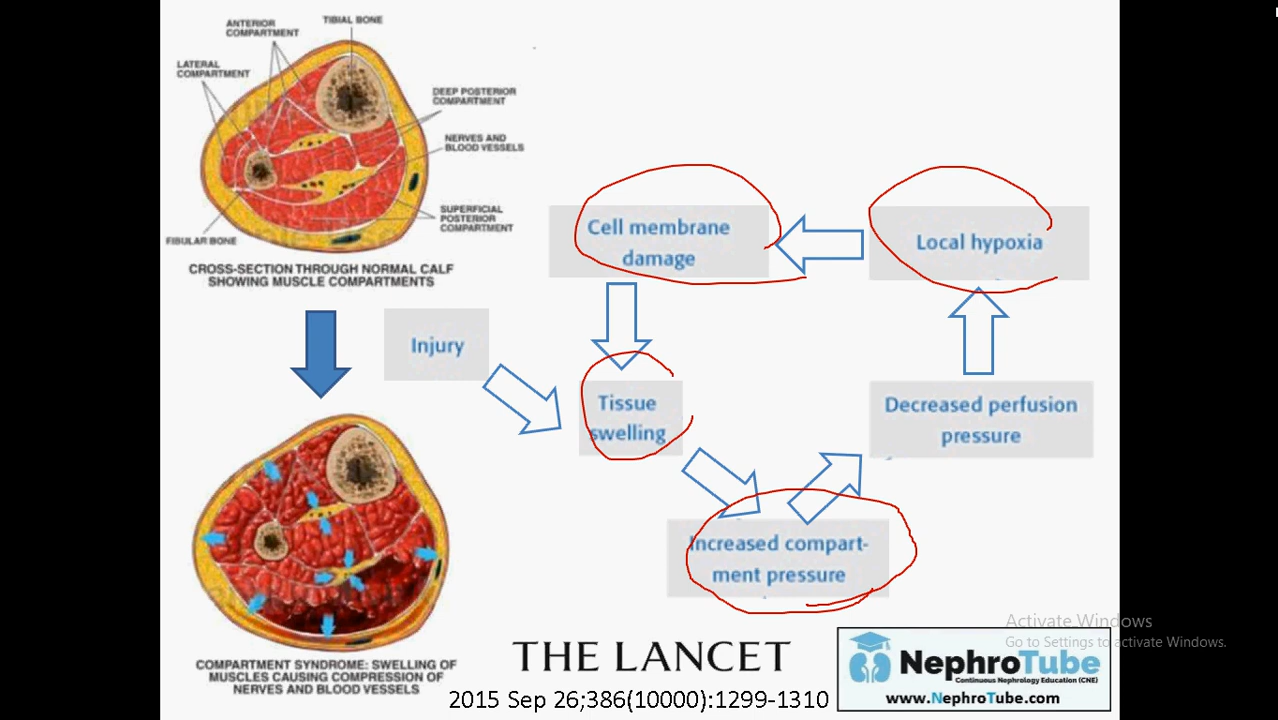 ANTERIOR
COMPARTMENT
TIBIAL BONE
LATERAL
COMPARTMENT
DEEP POSTERIOR
COMPARTMENT
NERVES AND
BLOOD VESSELS
SUPERFICIAL
POSTERIOR
COMPARTMENT
FIBULAR BONE
CROSS-SECTION THROUGH NORMAL CALF
SHOWING MUSCLE COMPARTMENTS
Cell membrane
damage
Local hypoxia
Injury
Tissue
swelling
Decreased perfusion
pressure
Increased compart-
ment pressure
COMPARTMENT SYNDROME: SWELLING OF
MUSCLES CAUSING COMPRESSION OF
NERVES AND BLOOD VESSELS
THE LANCET
2015 Sep 26;386(10000):1299-1310
Activate Windows
Go to Settings to activate Windows.
NephroTube
Continuous Nephrology Education (CNE)
www.NephroTube.com